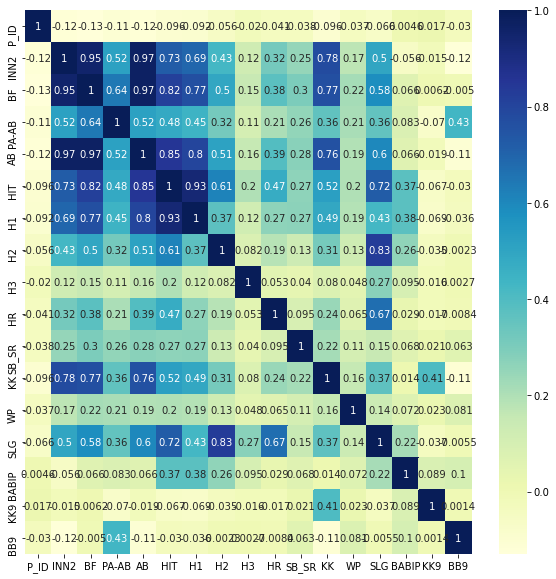 P_ID 1 -0.12 -0.13 -0.11 -0.12 -0.096 -0.092 -0.056 -0.02 -0.041 -0.038 -0.096 -0.037 -0.066 0.0046 -0.017 -0.03
INN2 -0.12 1 0.95 0.52 0.97 0.73 0.69 0.43 0.12 0.32 0.25 0.78 0.17 0.5 -0.056 -0.015 -0.12
BF -0.13 0.95 1 0.64 0.97 0.82 0.77 0.5 0.15 0.38 0.3 0.77 0.22 0.58 0.066 0.0062 -0.005
PA-AB -0.11 0.52 0.64 1 0.52 0.48 0.45 0.32 0.11 0.21 0.26 0.36 0.21 0.36 0.083 -0.07 0.43
AB -0.12 0.97 0.97 0.52 1 0.85 0.8 0.51 0.16 0.39 0.28 0.76 0.19 0.6 0.066 -0.019 -0.11
HIT -0.096 0.73 0.82 0.48 0.85 1 0.93 0.61 0.2 0.47 0.27 0.52 0.2 0.72 0.37 -0.067 -0.03
H1 -0.092 0.69 0.77 0.45 0.8 0.93 1 0.37 0.12 0.27 0.27 0.49 0.19 0.43 0.38 -0.069 -0.036
H2 -0.056 0.43 0.5 0.32 0.51 0.61 0.37 1 0.082 0.19 0.13 0.31 0.13 0.83 0.26 -0.035 -0.0023
H3 -0.02 0.12 0.15 0.11 0.16 0.2 0.12 0.082 1 0.053 0.04 0.08 0.048 0.27 0.095 -0.016 0.0027
HR -0.041 0.32 0.38 0.21 0.39 0.47 0.27 0.19 0.053 1 0.095 0.24 0.065 0.67 0.029 -0.017 -0.0084
SB_SR -0.038 0.25 0.3 0.26 0.28 0.27 0.27 0.13 0.04 0.095 1 0.22 0.11 0.15 0.068 0.021 0.063
KK -0.096 0.78 0.77 0.36 0.76 0.52 0.49 0.31 0.08 0.24 0.22 1 0.16 0.37 0.014 0.41 -0.11
WP -0.037 0.17 0.22 0.21 0.19 0.2 0.19 0.13 0.048 0.065 0.11 0.16 1 0.14 0.072 0.023 0.081
SLG -0.066 0.5 0.58 0.36 0.6 0.72 0.43 0.83 0.27 0.67 0.15 0.37 0.14 1 0.22 -0.037 -0.0055
BABIP 0.0046 -0.056 0.066 0.083 0.066 0.37 0.38 0.26 0.095 0.029 0.068 0.014 0.072 0.22 1 0.089 0.1
KK9 -0.017 -0.015 0.0062 -0.07 -0.019 -0.067 -0.069 -0.035 -0.016 -0.017 0.021 0.41 0.023 -0.037 0.089 1 0.0014
BB9 -0.03 -0.12 -0.005 0.43 -0.11 -0.03 -0.036 -0.0023 0.0027 -0.0084 0.063 -0.11 0.081 -0.0055 0.1 0.0014 1
P_ID INN2 BF PA-AB AB HIT H1 H2 H3 HR SB_SR KK WP SLG BABIP KK9 BB9
1.0
0.8
0.6
0.4
0.2
0.0